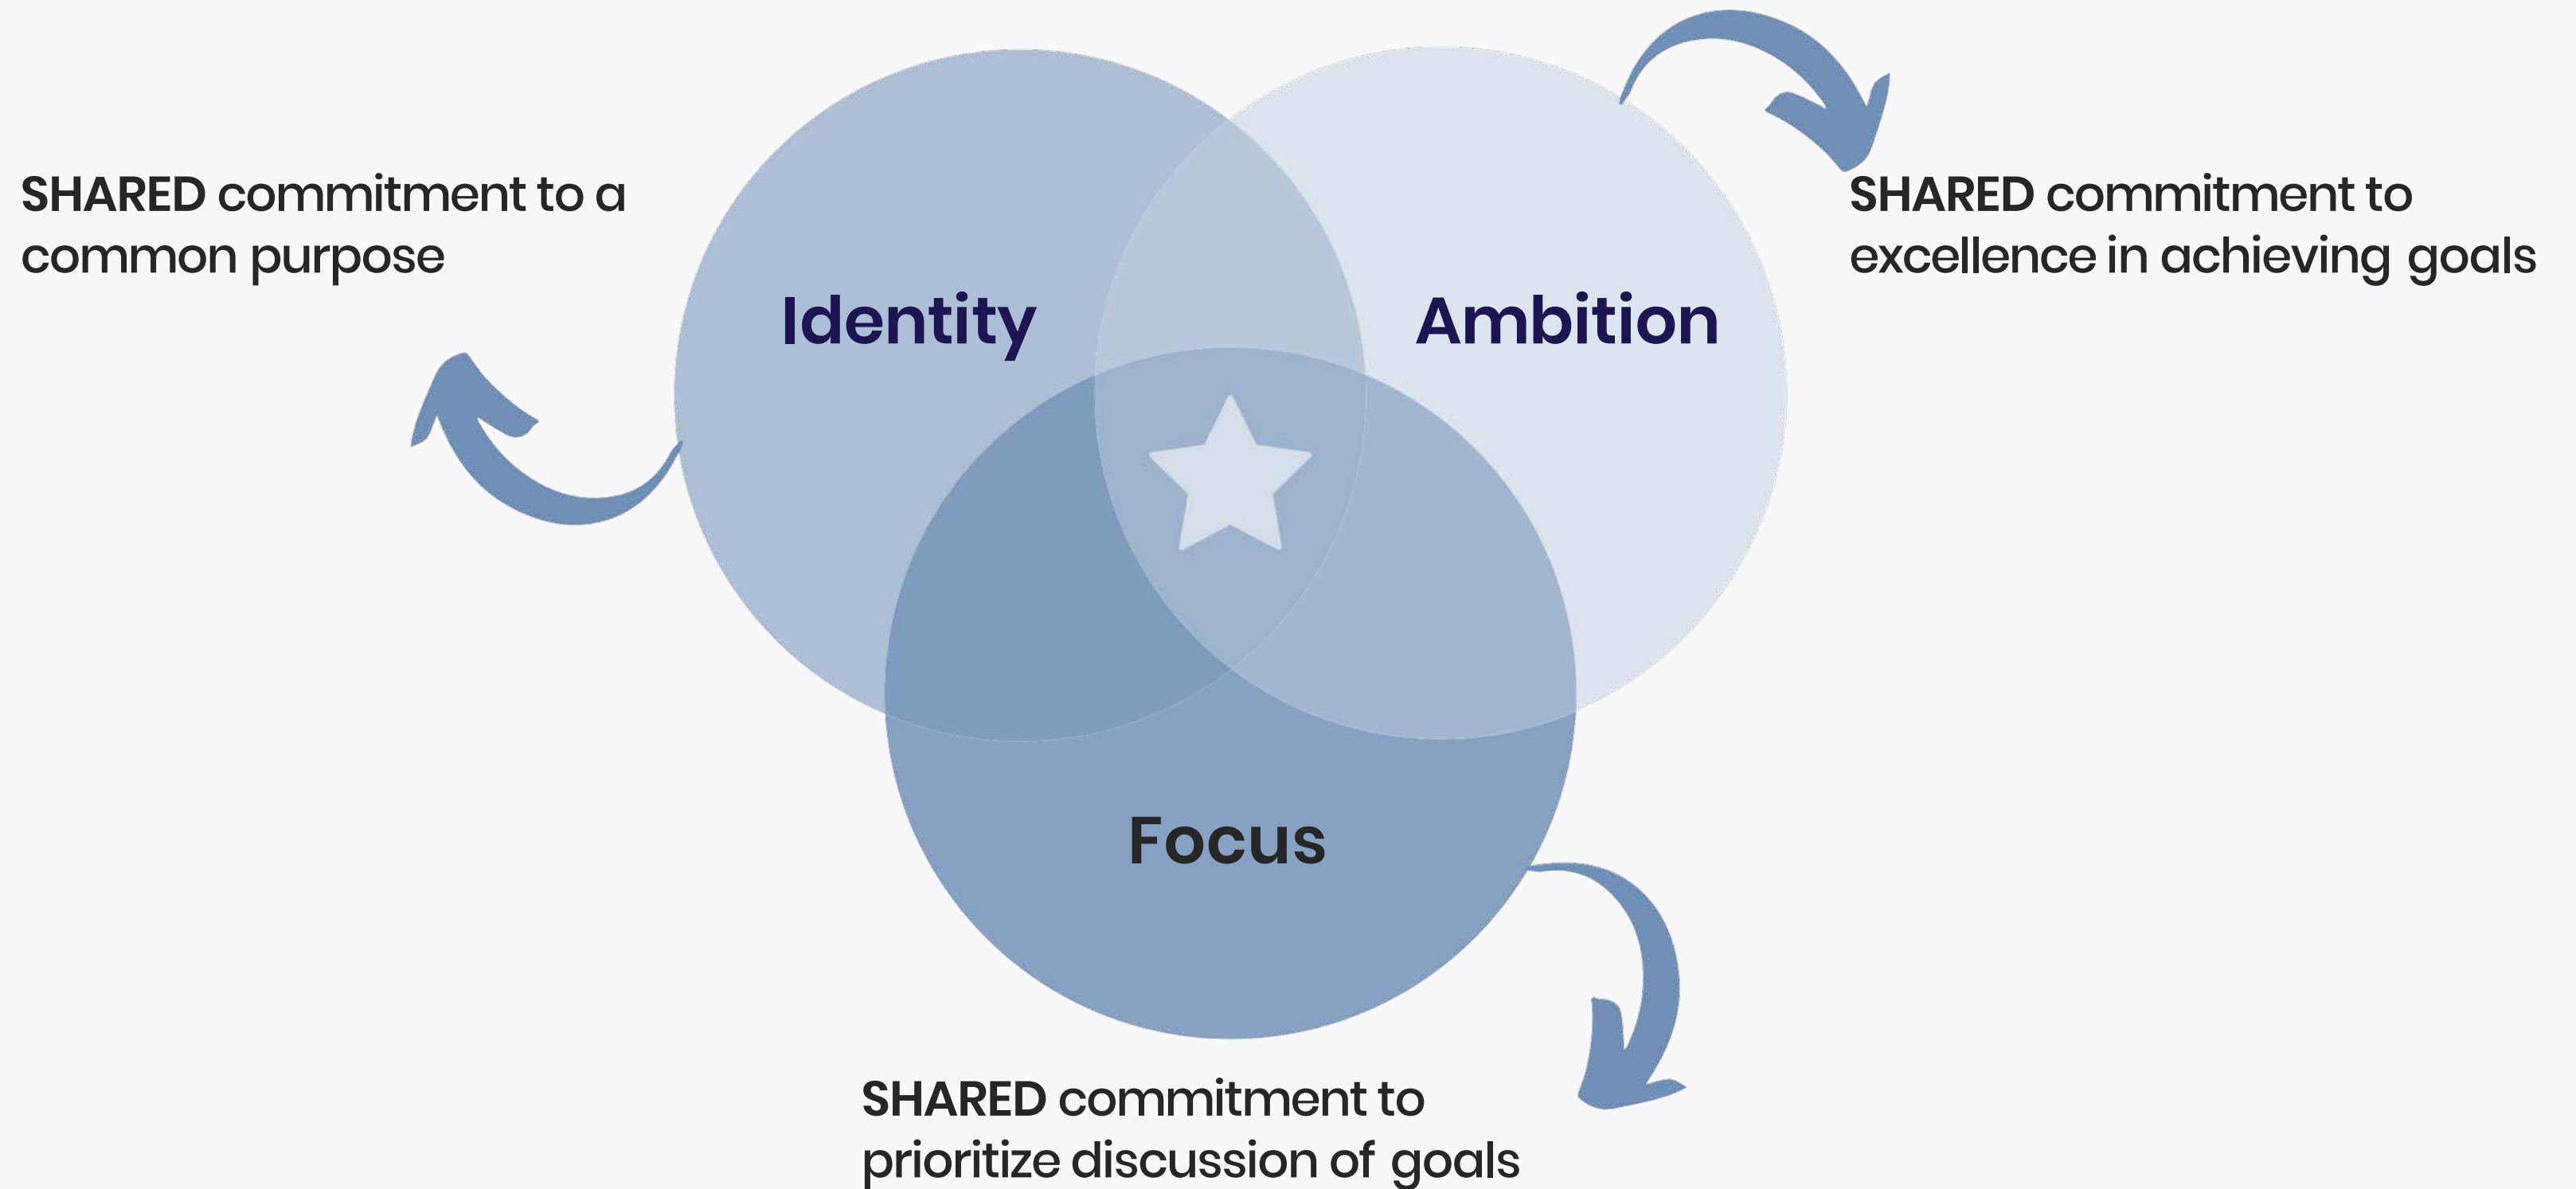 SHARED commitment to a
common purpose
Identity
Ambition
SHARED commitment to
excellence in achieving goals
Focus
SHARED commitment to
prioritize discussion of goals